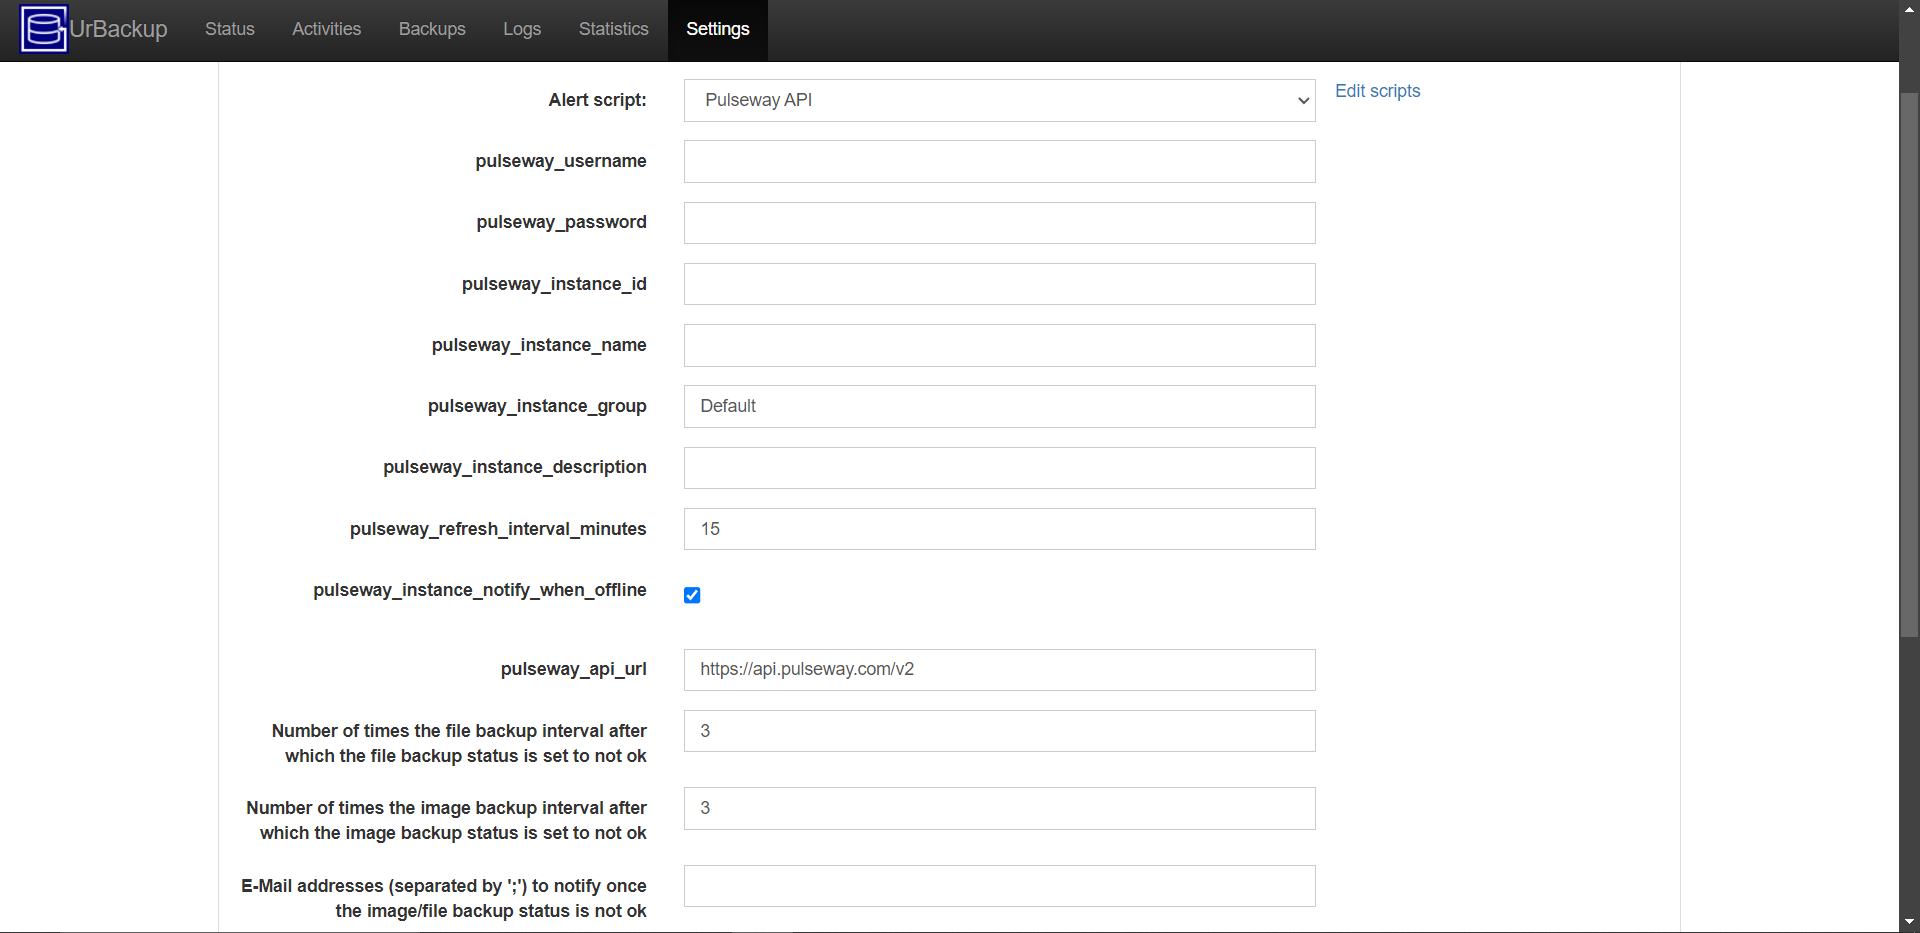 UrBackup Status Activities Backups Logs Statistics Settings
Alert script: Pulseway API Edit scripts
pulseway_username
pulseway_password
pulseway_instance_id
pulseway_instance_name
pulseway_instance_group Default
pulseway_instance_description
pulseway_refresh_interval_minutes 15
pulseway_instance_notify_when_offline
pulseway_api_url https://api.pulseway.com/v2
Number of times the file backup interval after
which the file backup status is set to not ok
3
Number of times the image backup interval after
which the image backup status is set to not ok
3
E-Mail addresses (separated by ';') to notify once
the image/file backup status is not ok